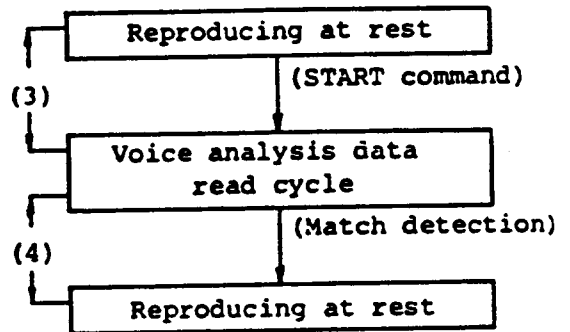 Reproducing at rest
(START command)
(3)
Voice analysis data
read cycle
(Match detection)
(4)
Reproducing at rest